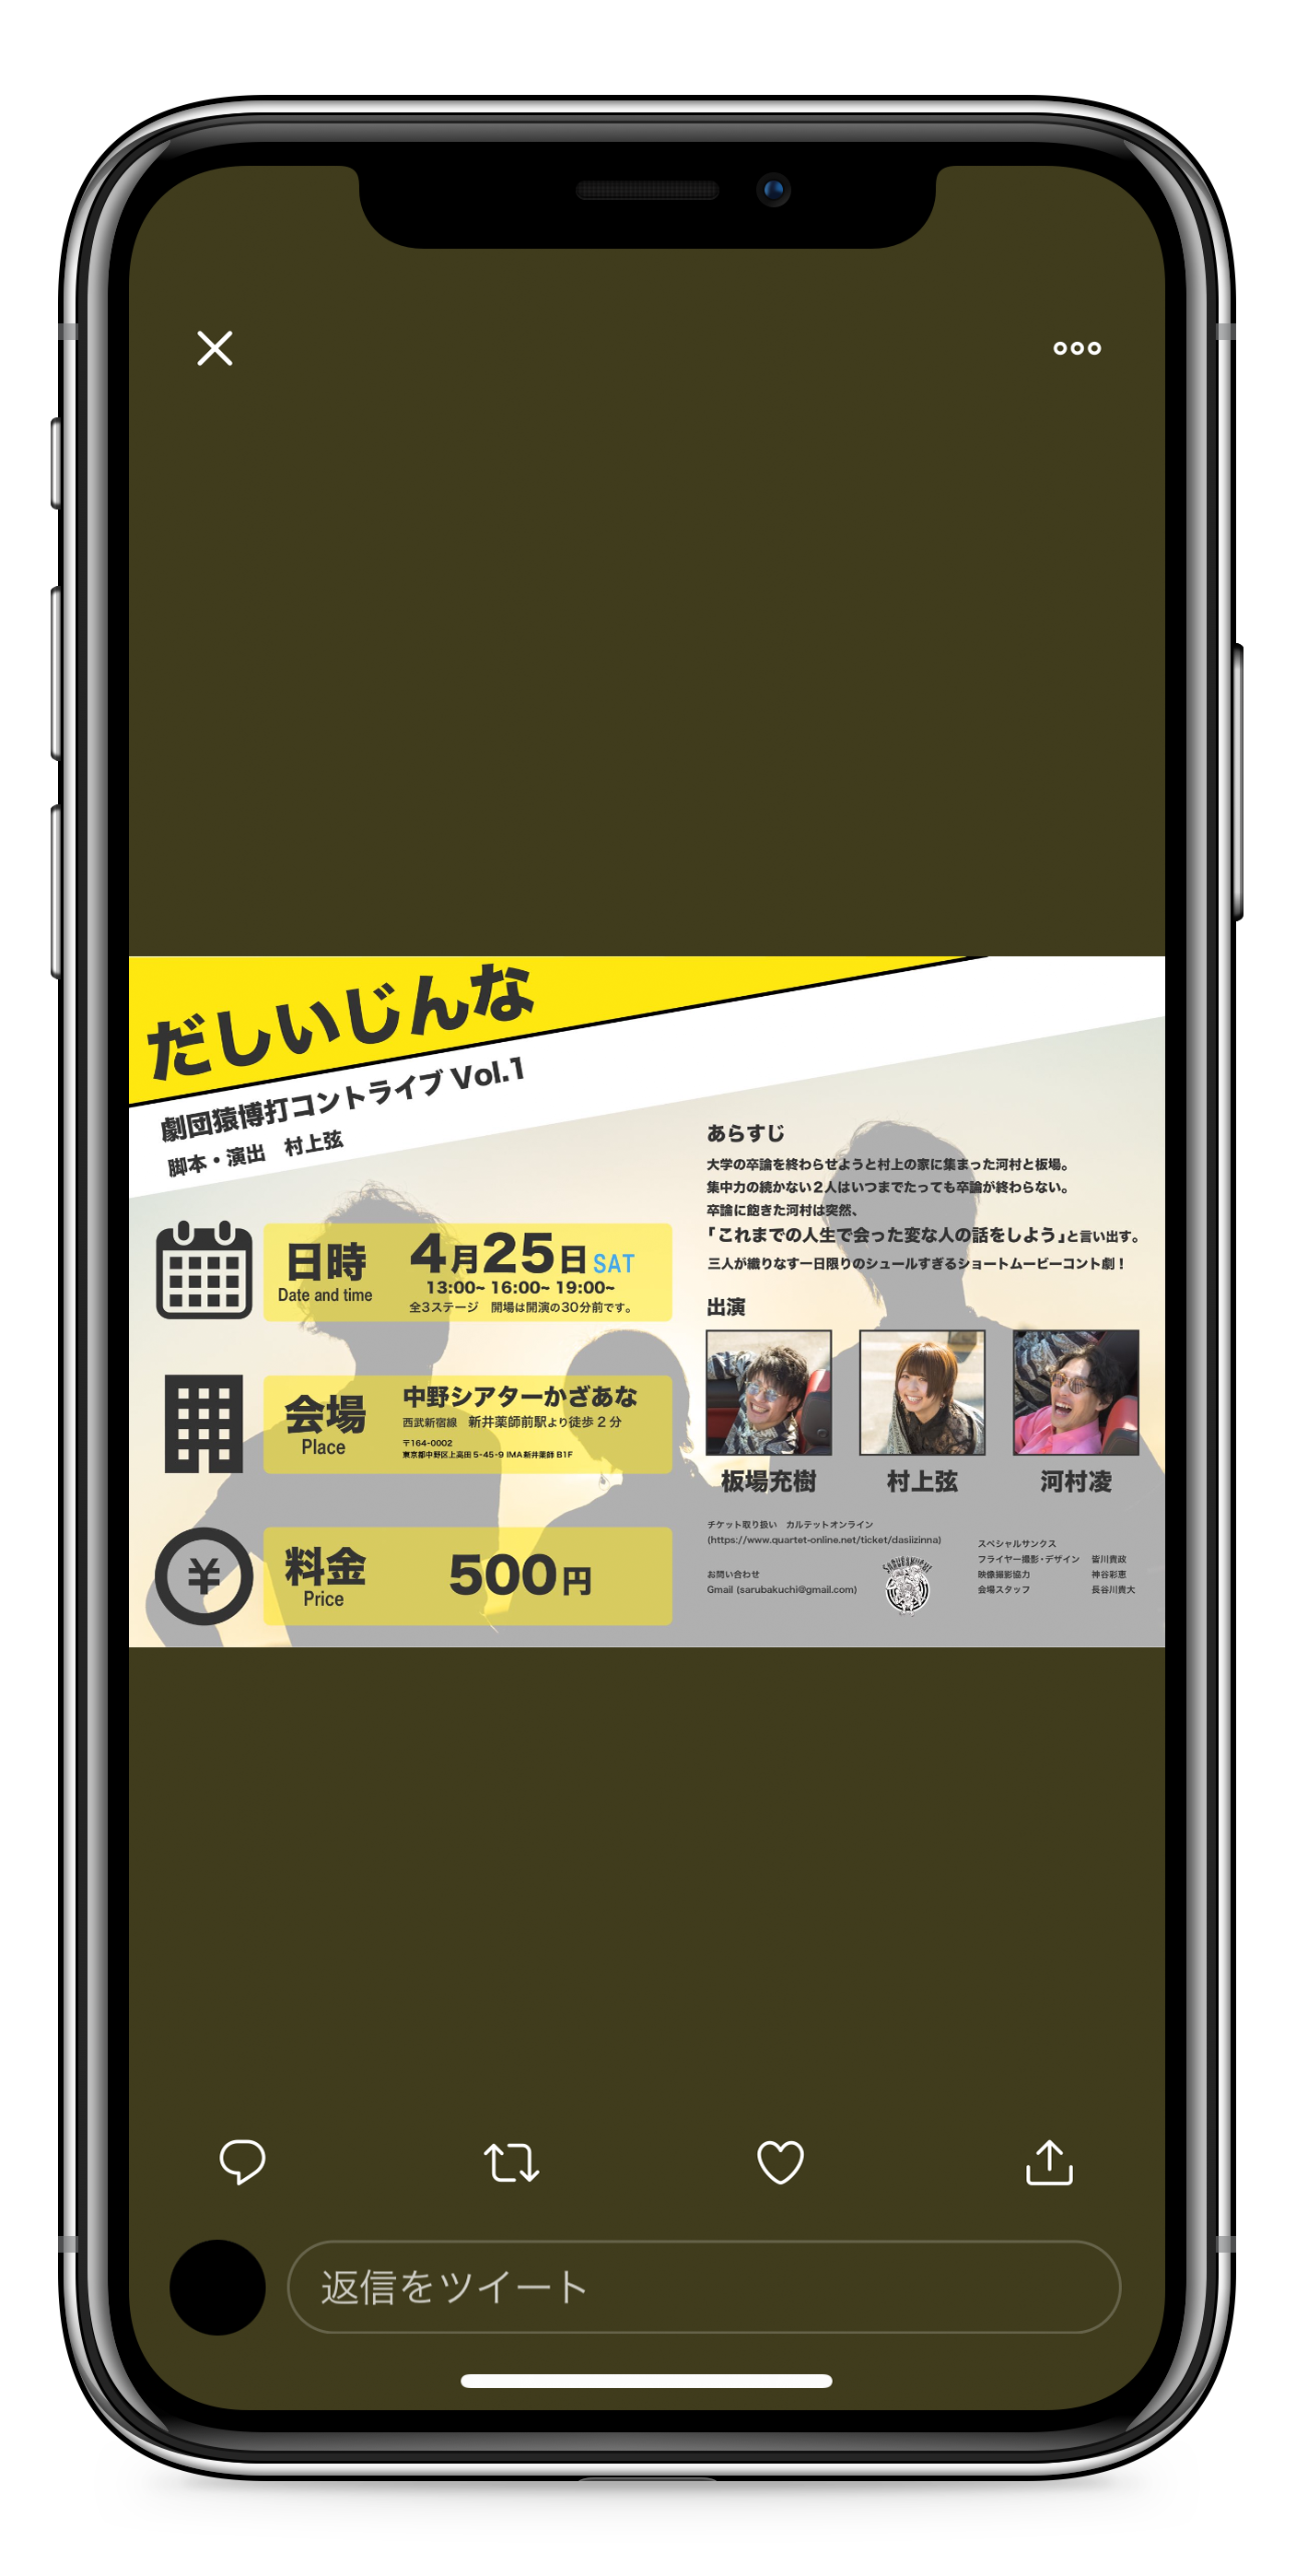 だしいじんな
劇団猿博打コントライブ Vol.1
脚本・演出　村上弦
日時
Date and time
4月25日 SAT
13:00~ 16:00~ 19:00~
全3ステージ　開場は開演の30分前です。
会場
Place
中野シアターかざあな
西武新宿線　新井薬師前駅より徒歩２分
〒164-0002
東京都中野区上高田5-45-9 IMA新井薬師 B1F
¥
料金
Price
500円
あらすじ
大学の卒論を終わらせようと村上の家に集まった河村と板場。
集中力の続かない２人はいつまでたっても卒論が終わらない。
卒論に飽きた河村は突然、
「これまでの人生で会った変な人の話をしよう」と言い出す。
三人が織りなす一日限りのシュールすぎるショートムービーコント劇！
出演
板場充樹
村上弦
河村凌
チケット取り扱い　カルテットオンライン
(https://www.quartet-online.net/ticket/dasiizinna)
お問い合わせ
Gmail (sarubakuchi@gmail.com)
SARUBAKUCHI
スペシャルサンクス
フライヤー撮影・デザイン　皆川貴政
映像撮影協力　神谷彩恵
会場スタッフ　長谷川貴大
返信をツイート